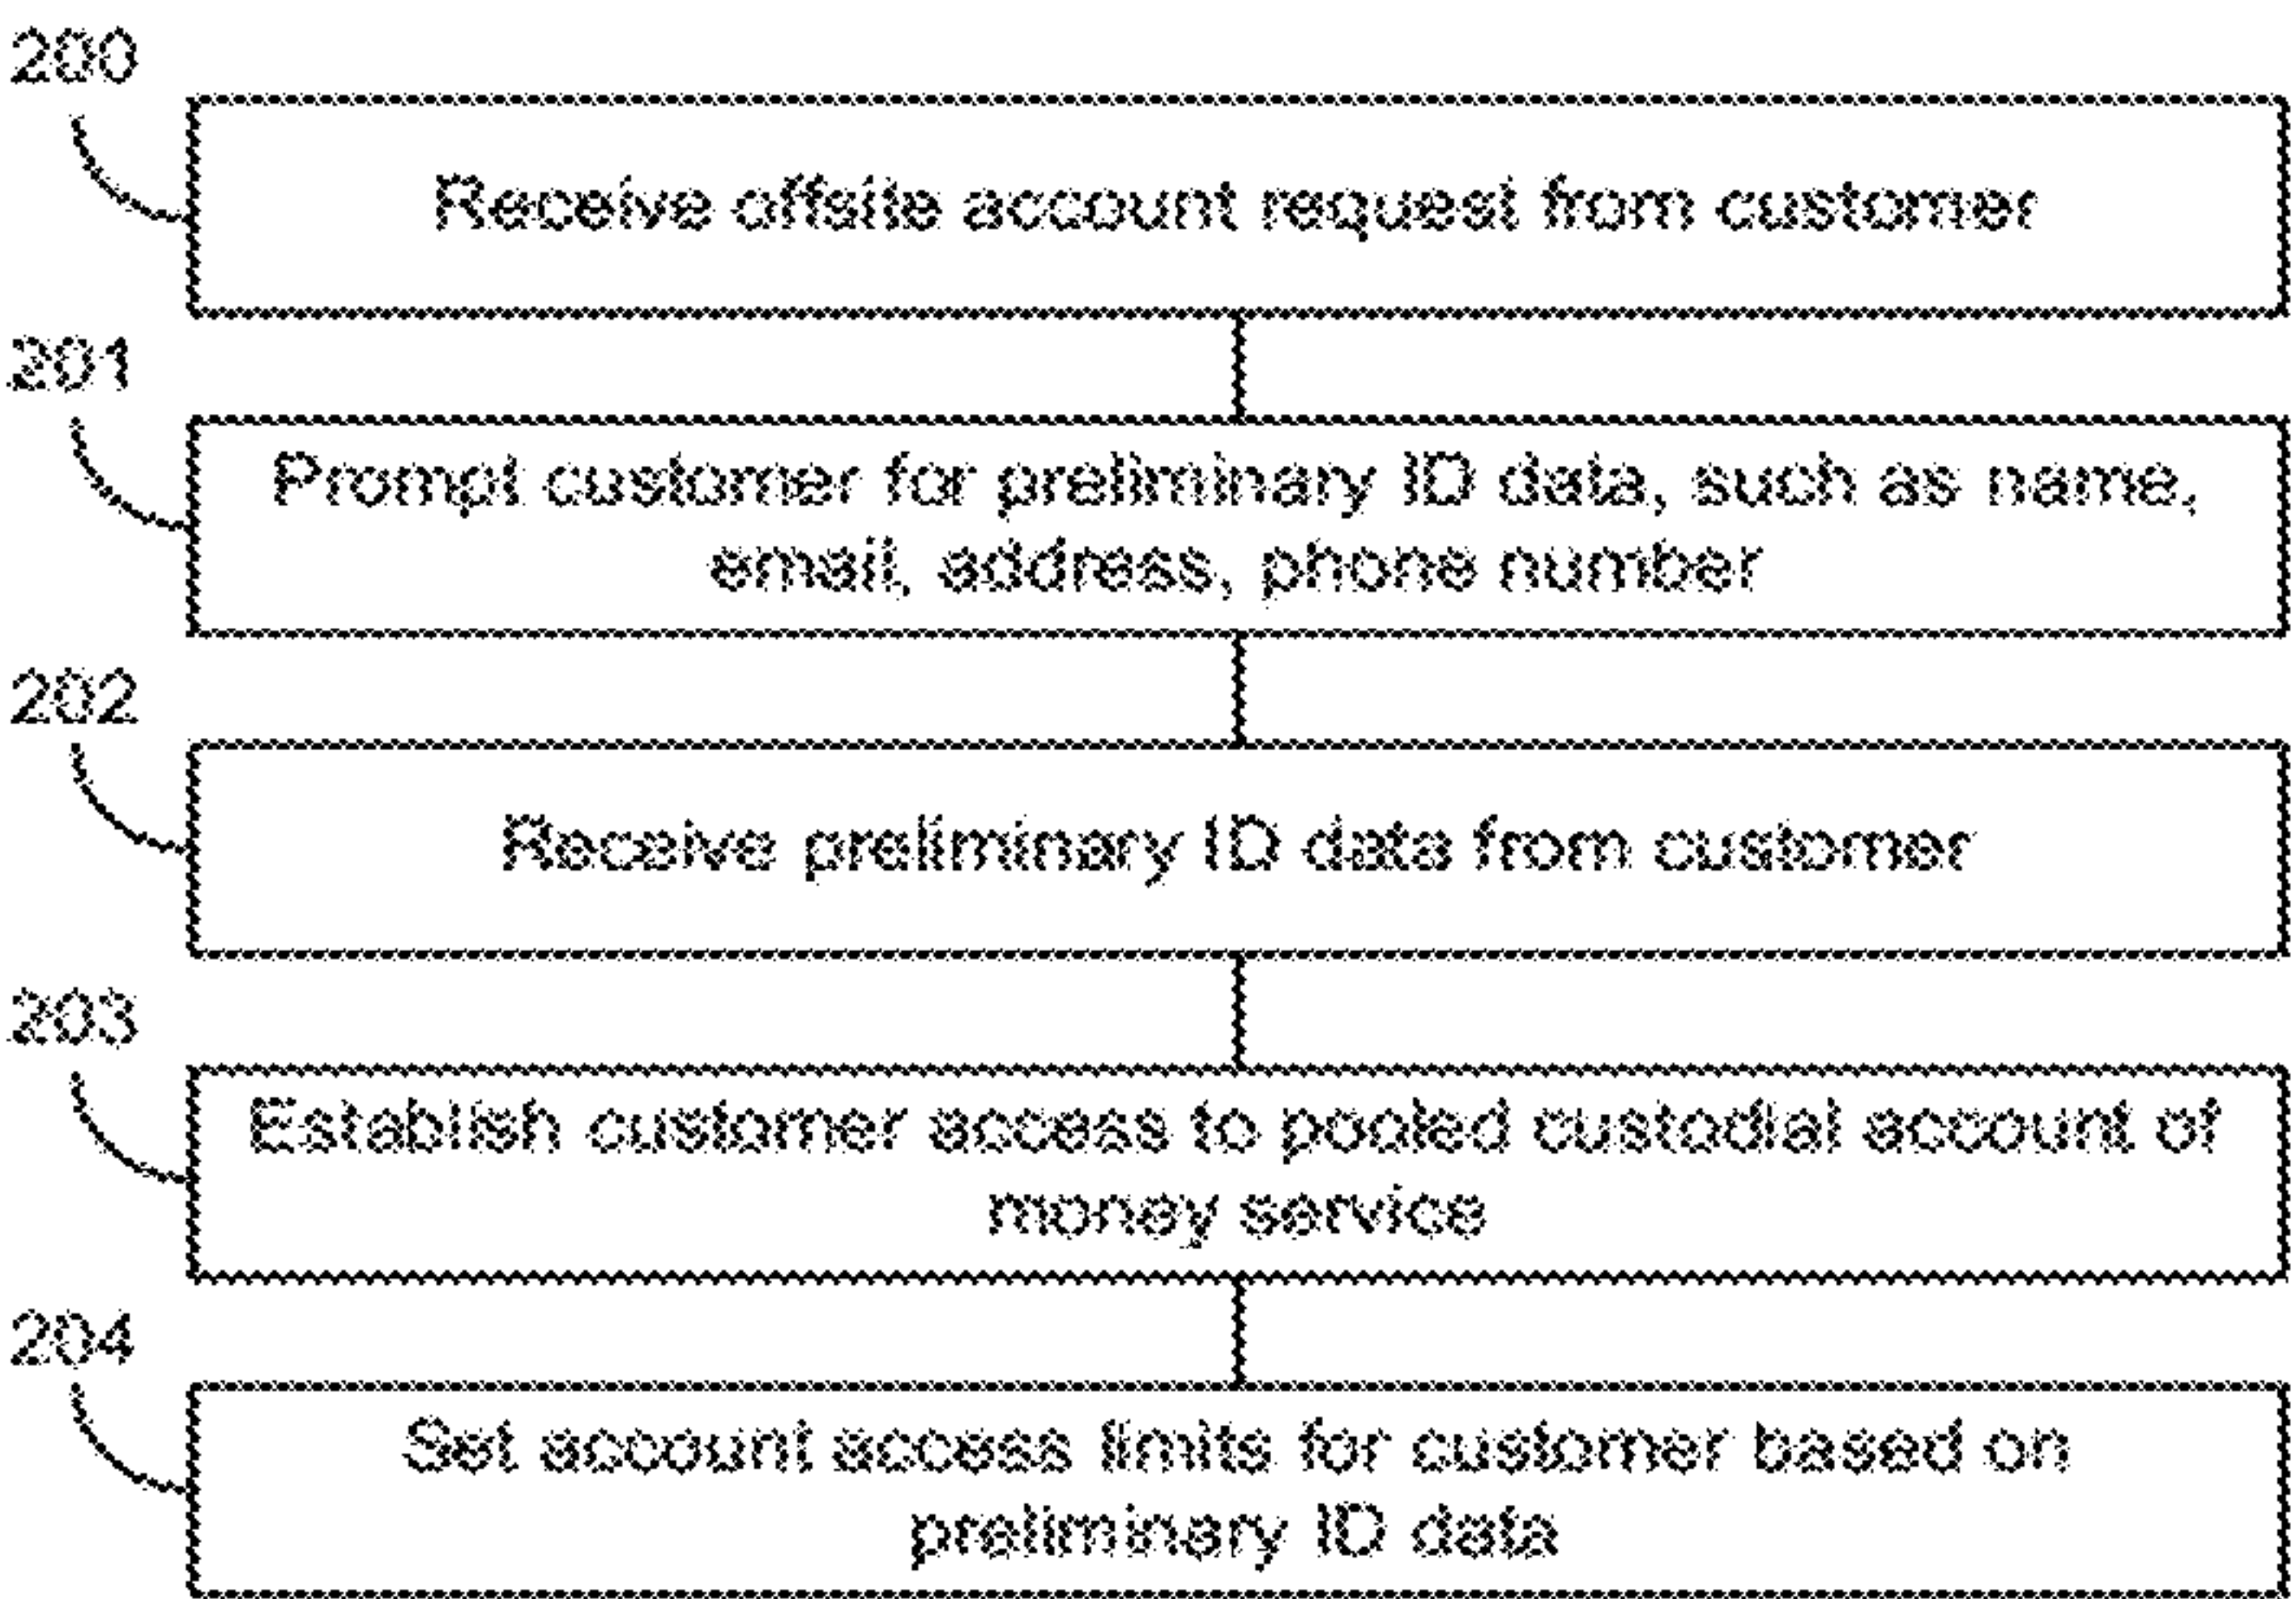 200
Receive offsite account request from customer
201
Prompt customer for preliminary ID data, such as name,
email, address, phone number
202
Receive preliminary ID data from customer
203
Establish customer access to pooled custodial account of
money service
204
Set account access limits for customer based on
preliminary ID data